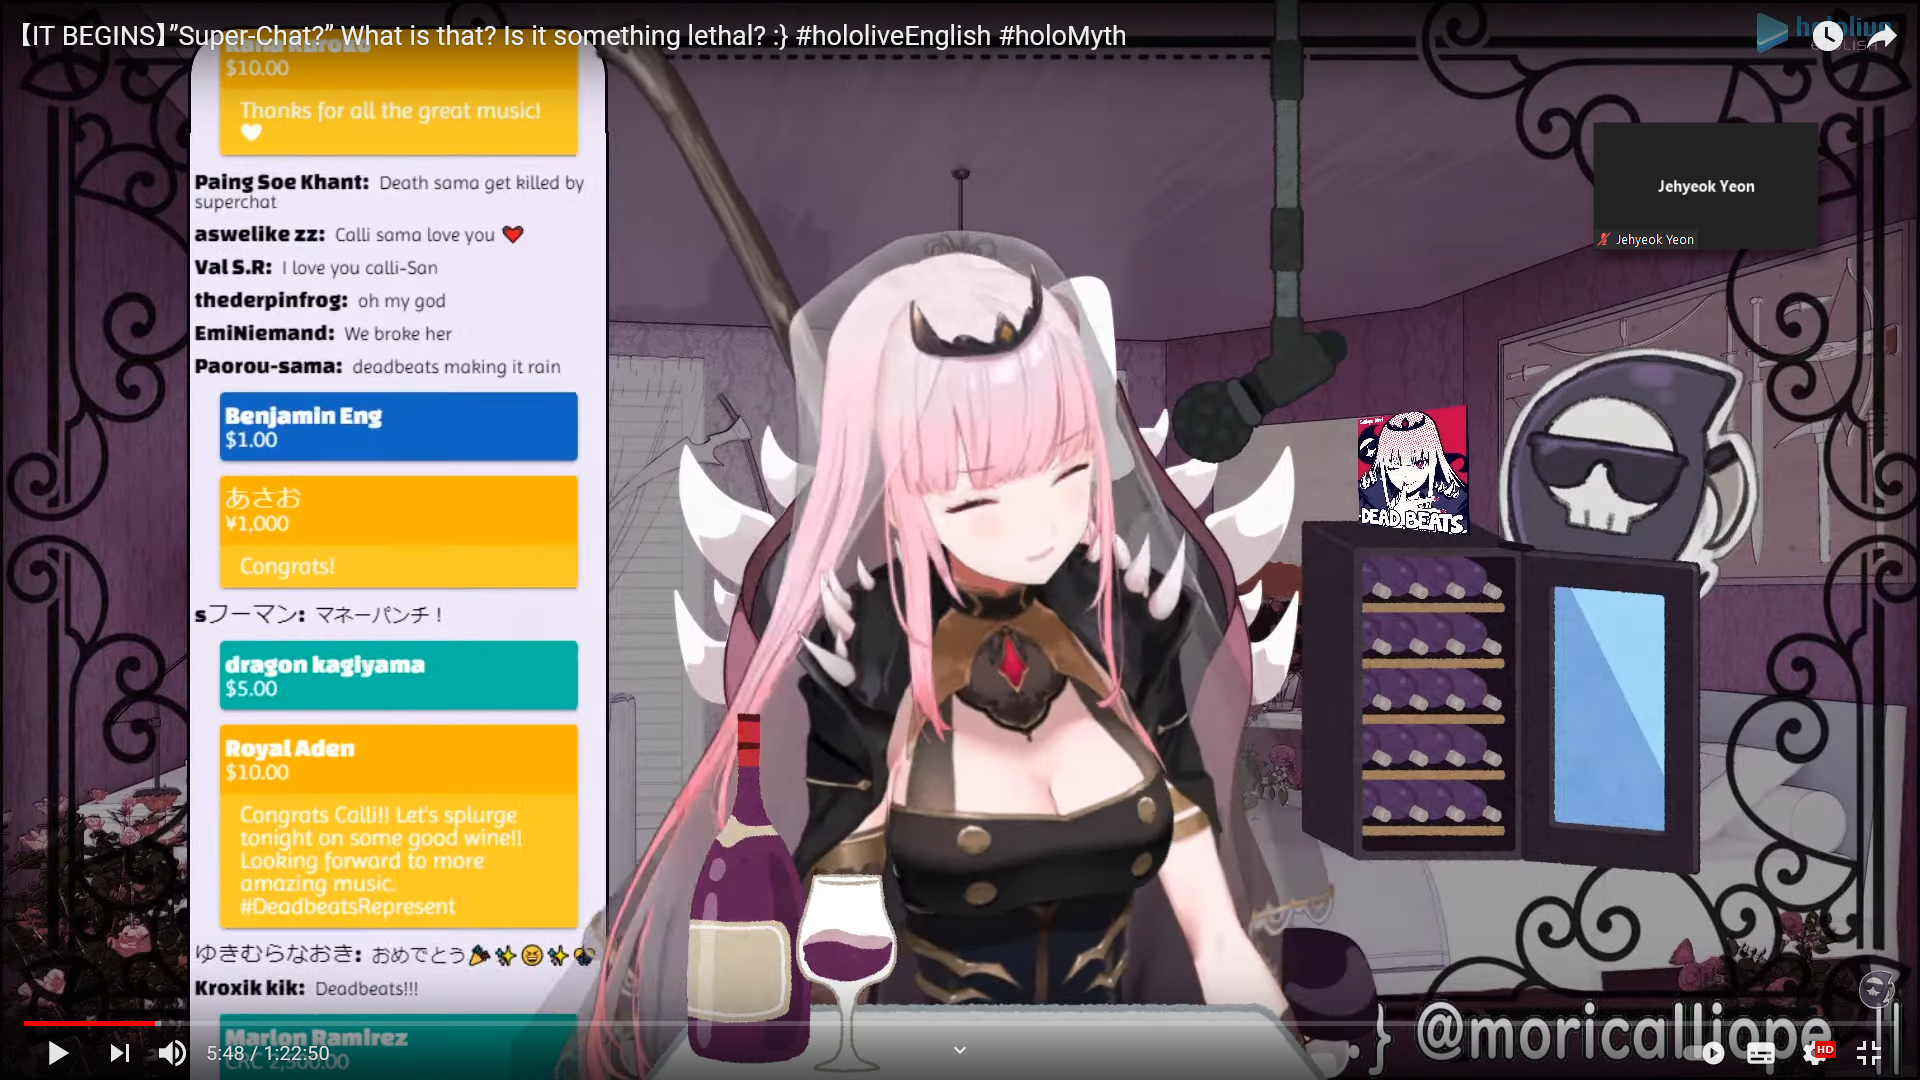 【IT BEGINS】”Super-Chat?” What is that? Is it something lethal? :} #hololiveEnglish #holoMyth
hololive
$10.00
Thanks for all the great music!
Paing Soe Khant: Death sama get killed by
superchat
aswelike zz: Calli sama love you ❤️
Val S.R: I love you calli-San
thederpinfrog: oh my god
EmiNiemand: We broke her
Paorou-sama: deadbeats making it rain
Benjamin Eng
$1.00
あさお
¥1,000
Congrats!
sフーマン: マネーパンチ！
dragon kagiyama
$5.00
Royal Aden
$10.00
Congrats Calli!! Let's splurge
tonight on some good wine!!
Looking forward to more
amazing music.
#DeadbeatsRepresent
ゆきむらなおき: おめでとう🎉✨😆✨
Kroxik kik: Deadbeats!!!
Marlon Ramirez
CRC 2,500.00
Jehyeok Yeon
Jehyeok Yeon
DEAD BEATS
:} @moricalliope ||
5:48 / 1:22:50
HD